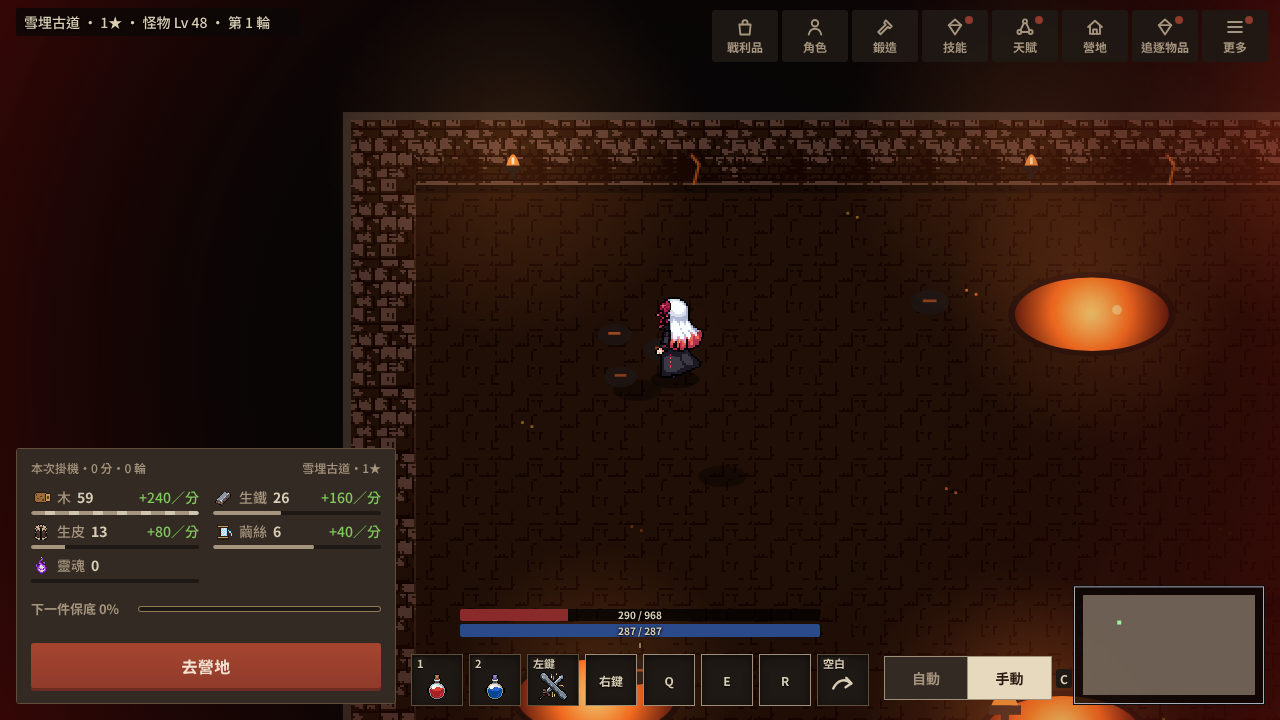 雪埋古道 • 1★ • 怪物 Lv 48 • 第 1 輪
戰利品
角色
鍛造
技能
天賦
營地
追逐物品
更多
本次掛機・0 分・0 輪
雪埋古道・1★
木 59 +240／分
生鐵 26 +160／分
生皮 13 +80／分
繭絲 6 +40／分
靈魂 0
下一件保底 0%
去營地
290 / 968
287 / 287
1
2
左鍵
右鍵
Q
E
R
空白
自動
手動
C